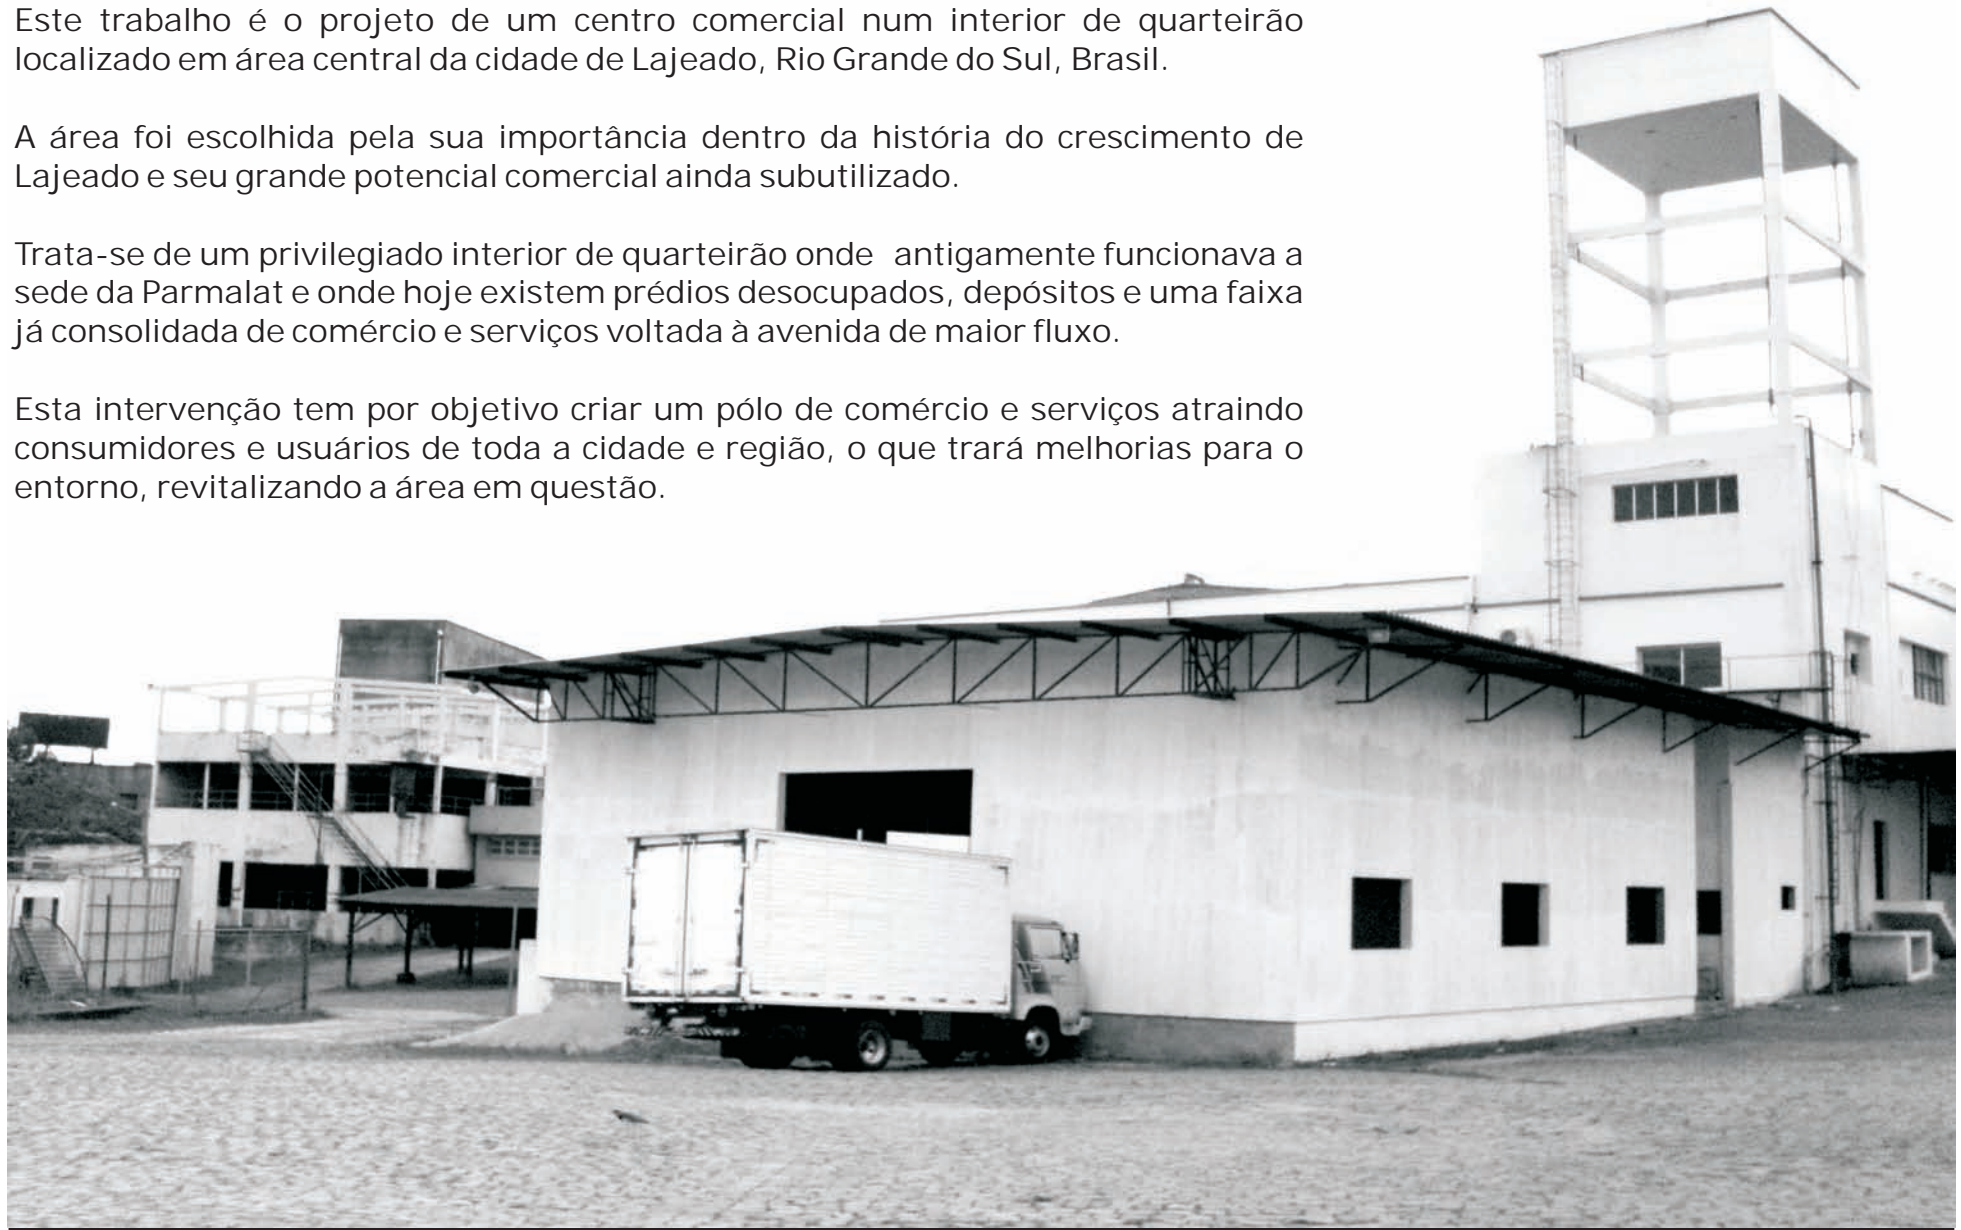 Este trabalho é o projeto de um centro comercial num interior de quarteirão
localizado em área central da cidade de Lajeado, Rio Grande do Sul, Brasil.
A área foi escolhida pela sua importância dentro da história do crescimento de
Lajeado e seu grande potencial comercial ainda subutilizado.
Trata-se de um privilegiado interior de quarteirão onde antigamente funcionava a
sede da Parmalat e onde hoje existem prédios desocupados, depósitos e uma faixa
já consolidada de comércio e serviços voltada à avenida de maior fluxo.
Esta intervenção tem por objetivo criar um pólo de comércio e serviços atraindo
consumidores e usuários de toda a cidade e região, o que trará melhorias para o
entorno, revitalizando a área em questão.